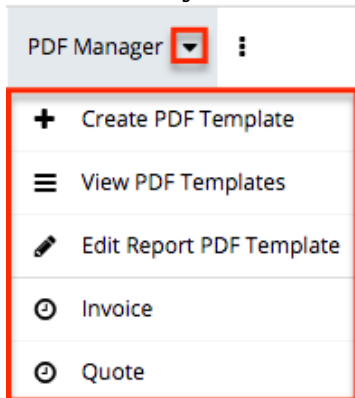 PDF Manager
Create PDF Template
View PDF Templates
Edit Report PDF Template
Invoice
Quote